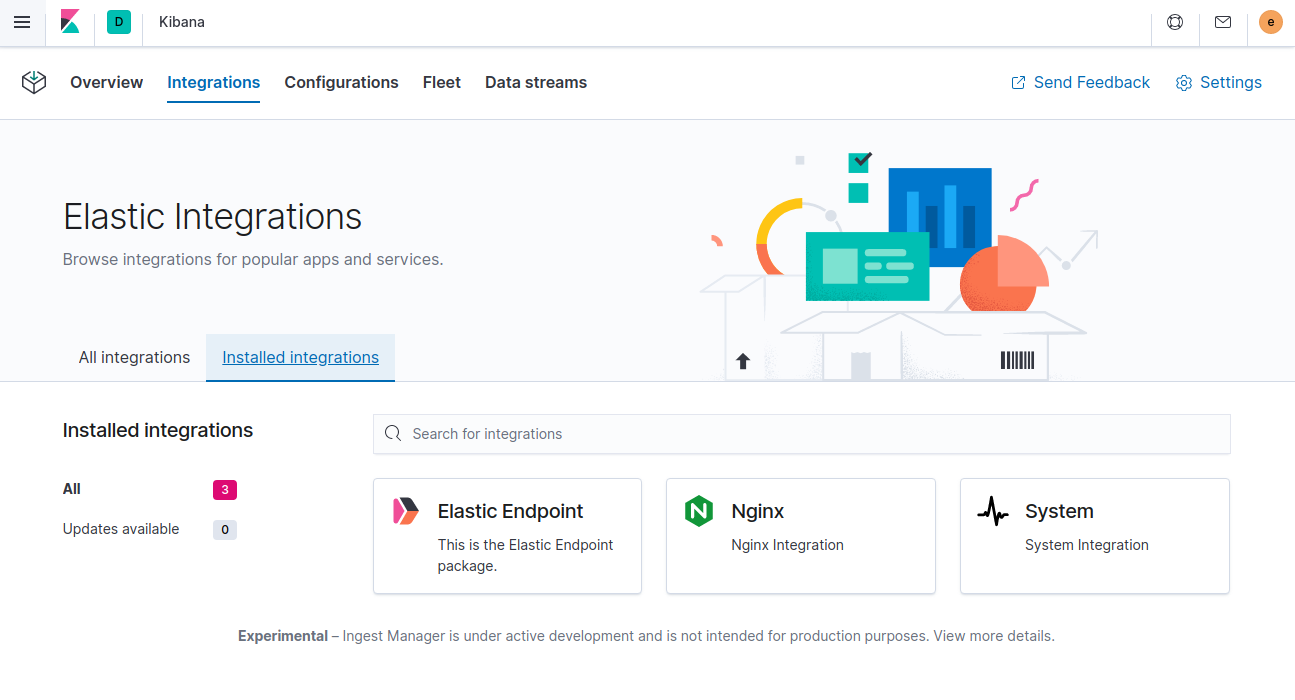 D Kibana e
Overview Integrations Configurations Fleet Data streams Send Feedback Settings
Elastic Integrations
Browse integrations for popular apps and services.
All integrations Installed integrations
Installed integrations
Search for integrations
All 3
Updates available 0
Elastic Endpoint
This is the Elastic Endpoint
package.
N Nginx
Nginx Integration
System
System Integration
Experimental – Ingest Manager is under active development and is not intended for production purposes. View more details.